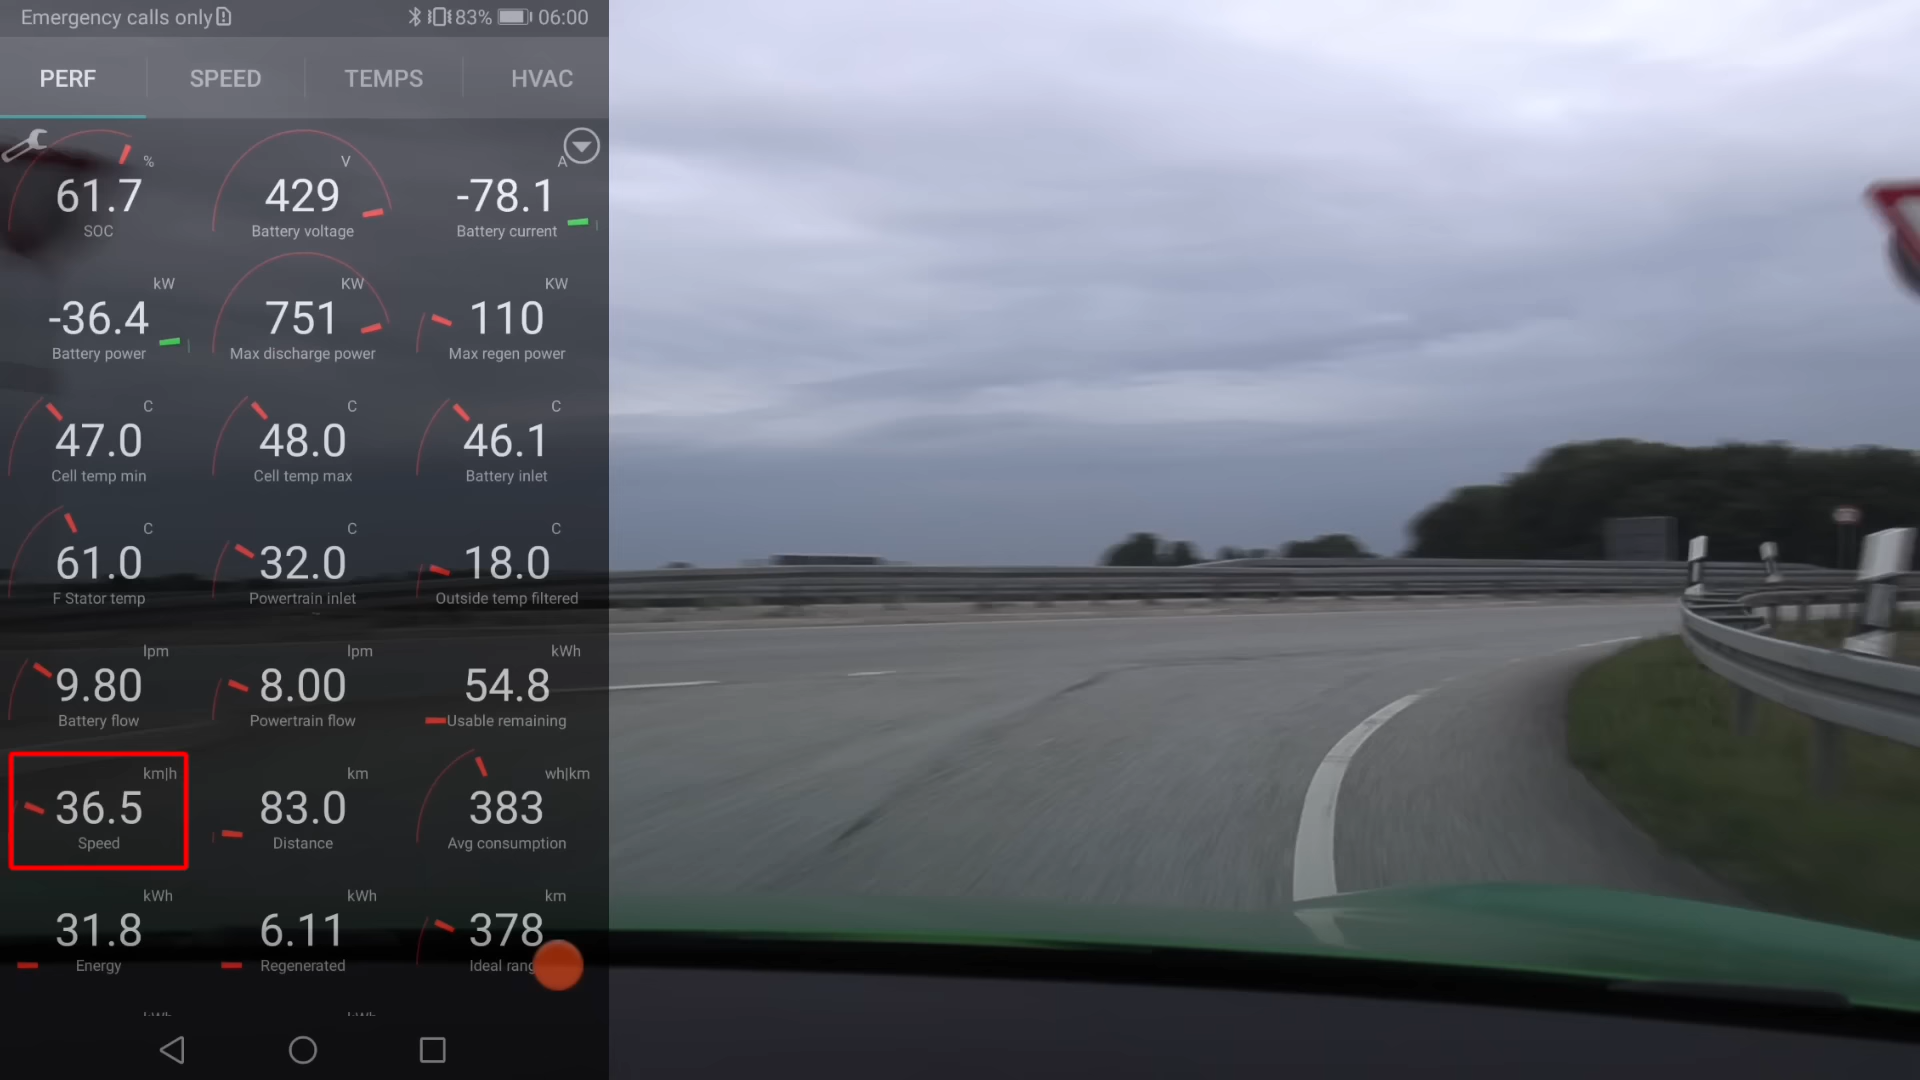 Emergency calls only 83% 06:00
PERF SPEED TEMPS HVAC
% V A
61.7 429 -78.1
SOC Battery voltage Battery current
kW KW KW
-36.4 751 110
Battery power Max discharge power Max regen power
C C C
47.0 48.0 46.1
Cell temp min Cell temp max Battery inlet
C C C
61.0 32.0 18.0
F Stator temp Powertrain inlet Outside temp filtered
lpm lpm kWh
9.80 8.00 54.8
Battery flow Powertrain flow Usable remaining
km|h km wh|km
36.5 83.0 383
Speed Distance Avg consumption
kWh kWh km
31.8 6.11 378
Energy Regenerated Ideal rang